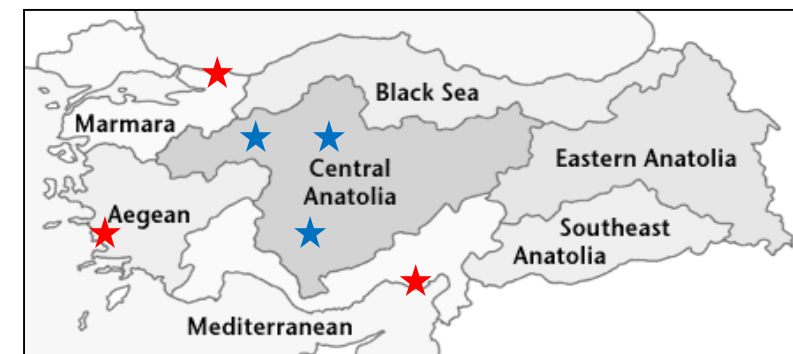 Black Sea
Marmara
Eastern Anatolia
Central
Anatolia
Aegean
Southeast
Anatolia
Mediterranean